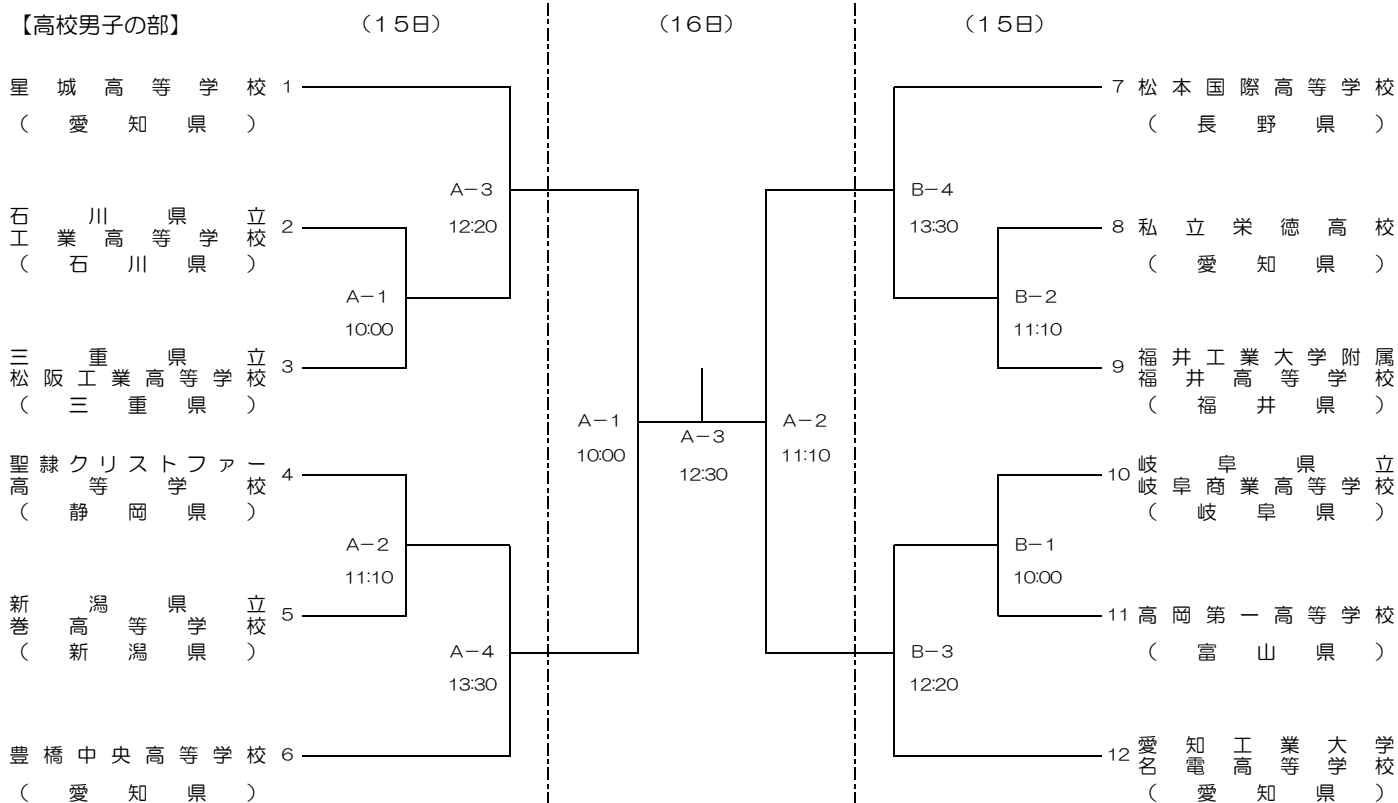 【高校男子の部】 （15日） （16日） （15日）
星城高等学校 1
（愛知県）
石川県立
工業高等学校 2
（石川県）
三重県立
松阪工業高等学校 3
（三重県）
聖隷クリストファー
高等学校 4
（静岡県）
新潟県立
巻高等学校 5
（新潟県）
豊橋中央高等学校 6
（愛知県）
A−1
10:00
A−2
11:10
A−3
12:20
A−4
13:30
A−1
10:00
A−3
12:30
A−2
11:10
B−4
13:30
B−3
12:20
B−2
11:10
B−1
10:00
7 松本国際高等学校
（長野県）
8 私立栄徳高校
（愛知県）
9 福井工業大学附属
福井高等学校
（福井県）
10 岐阜県立
岐阜商業高等学校
（岐阜県）
11 高岡第一高等学校
（富山県）
12 愛知工業大学
名電高等学校
（愛知県）